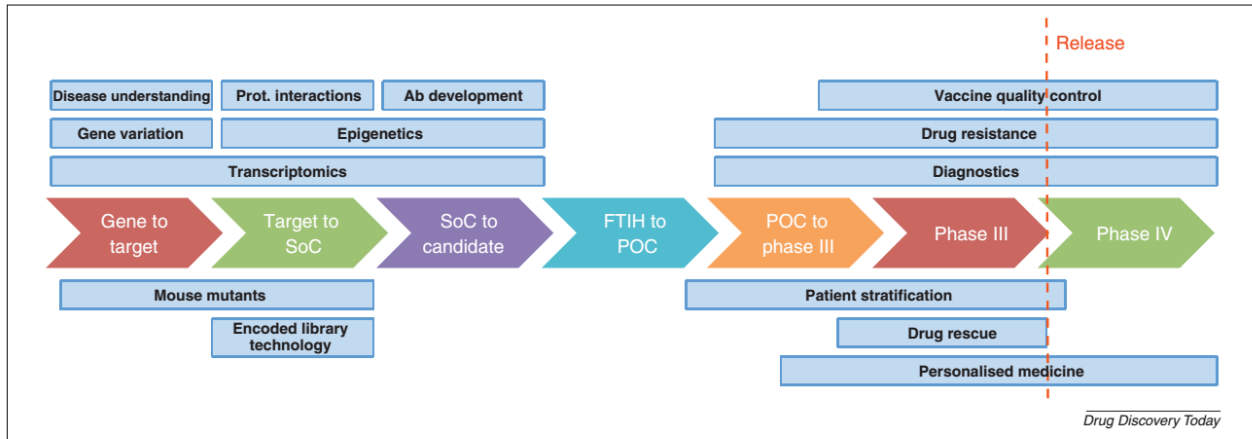 Release
Disease understanding
Prot. interactions
Ab development
Vaccine quality control
Gene variation
Epigenetics
Drug resistance
Transcriptomics
Diagnostics
Gene to
target
Target to
SoC
SoC to
candidate
FTIH to
POC
POC to
phase III
Phase III
Phase IV
Mouse mutants
Patient stratification
Encoded library
technology
Drug rescue
Personalised medicine
Drug Discovery Today